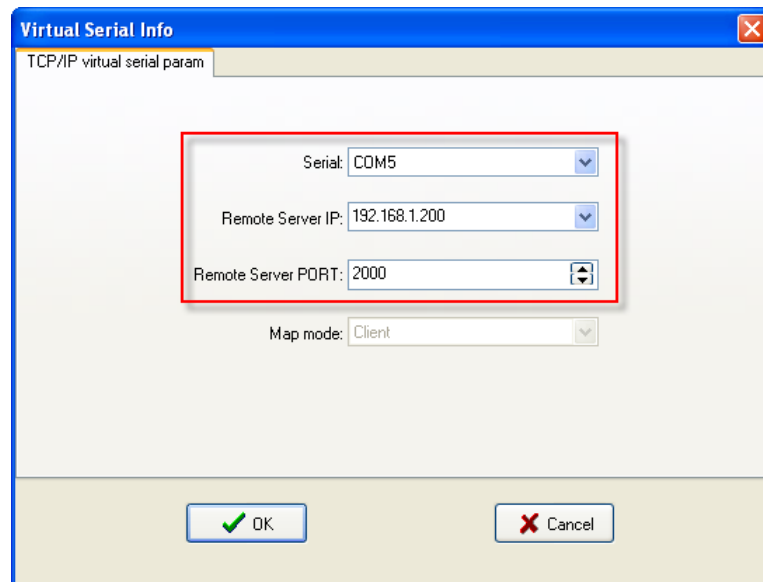 Virtual Serial Info
TCP/IP virtual serial param
Serial: COM5
Remote Server IP: 192.168.1.200
Remote Server PORT: 2000
Map mode: Client
OK Cancel